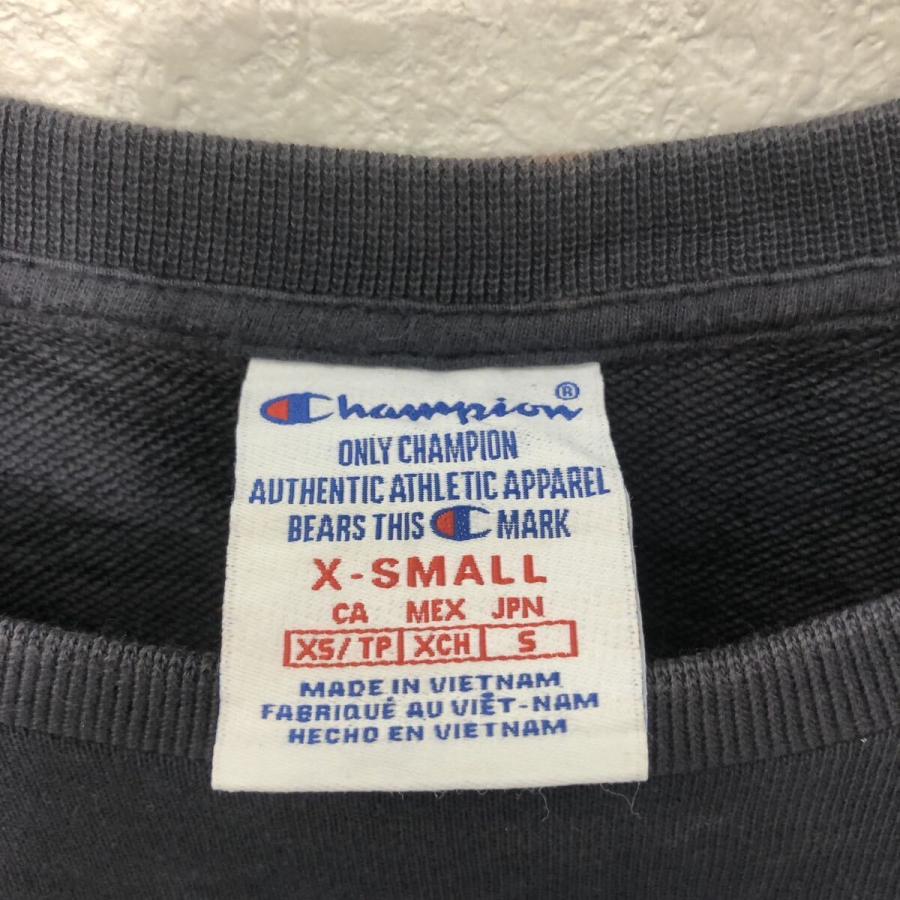 Champion®
ONLY CHAMPION
AUTHENTIC ATHLETIC APPAREL
BEARS THIS C MARK
X-SMALL
CA MEX JPN
XS/TP XCH S
MADE IN VIETNAM
FABRIQUÉ AU VIÊT-NAM
HECHO EN VIETNAM